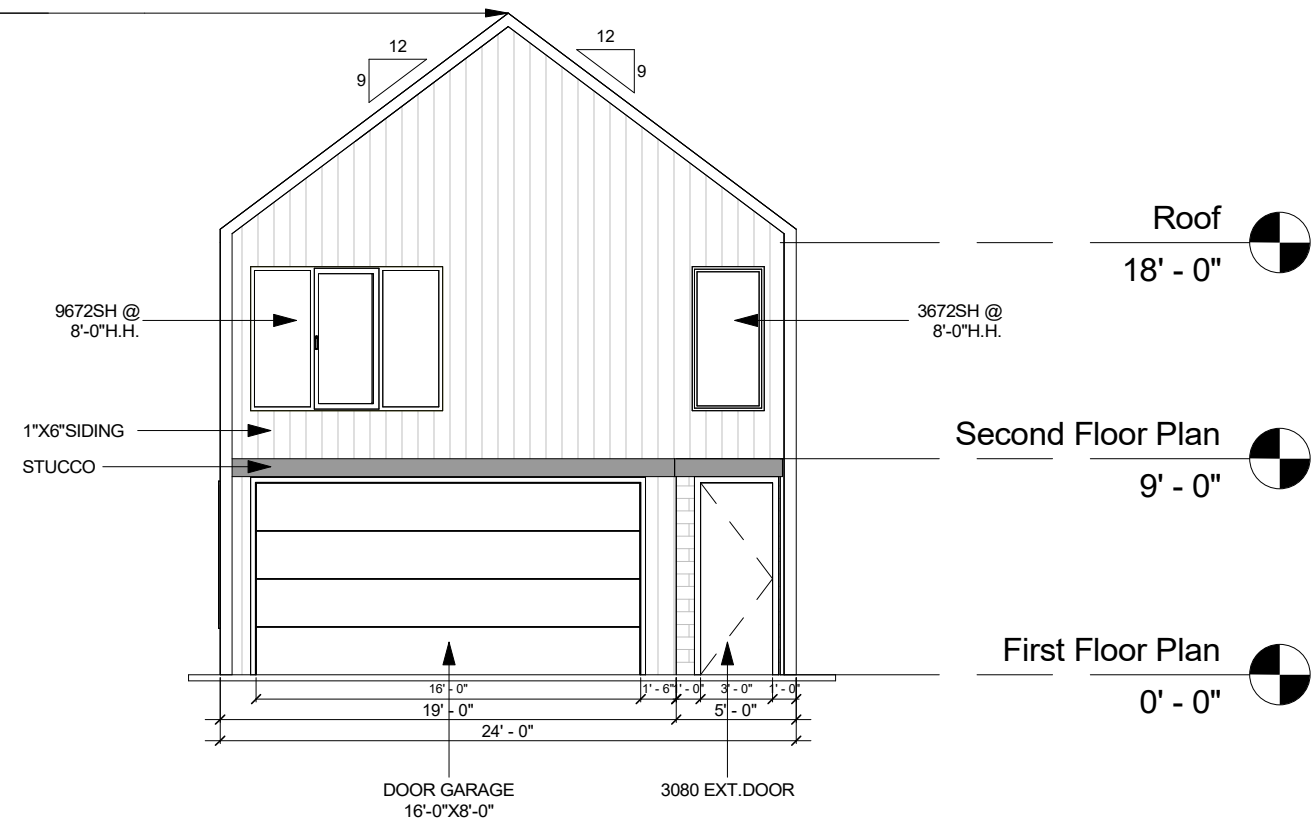 12
9
12
9
Roof
18' - 0"
9672SH @
8'-0"H.H.
3672SH @
8'-0"H.H.
1"X6"SIDING
STUCCO
Second Floor Plan
9' - 0"
First Floor Plan
0' - 0"
16' - 0"
1' - 6"
' - 0"
3' - 0"
1' - 0"
19' - 0"
5' - 0"
24' - 0"
DOOR GARAGE
16'-0"X8'-0"
3080 EXT.DOOR